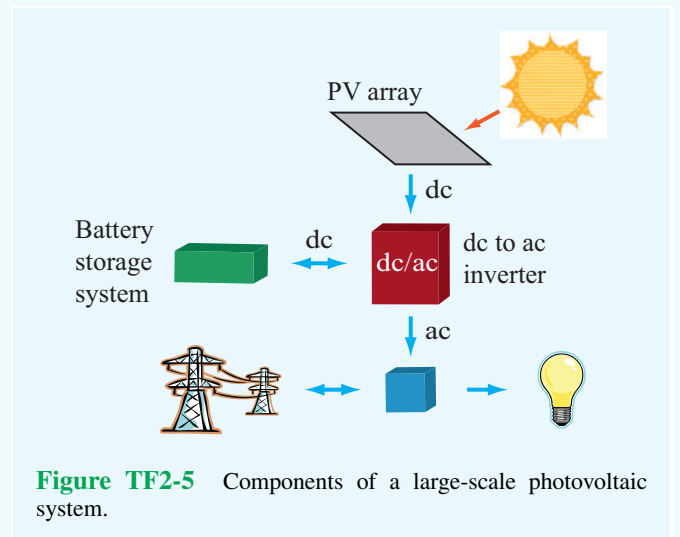 PV array
dc
Battery
storage
system
dc
dc/ac
dc to ac
inverter
ac
Figure TF2-5 Components of a large-scale photovoltaic
system.